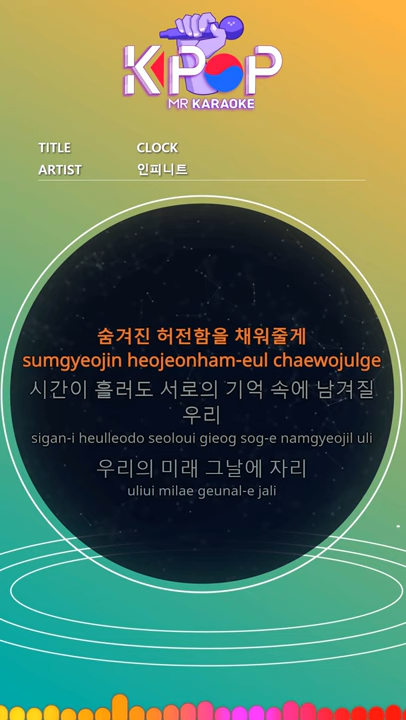 KPOP
MR KARAOKE
TITLE CLOCK
ARTIST 인피니트
숨겨진 허전함을 채워줄게
sumgyeojin heojeonham-eul chaewojulge
시간이 흘러도 서로의 기억 속에 남겨질
우리
sigan-i heulleodo seoloui gieog sog-e namgyeojil uli
우리의 미래 그날에 자리
uliui milae geunal-e jali